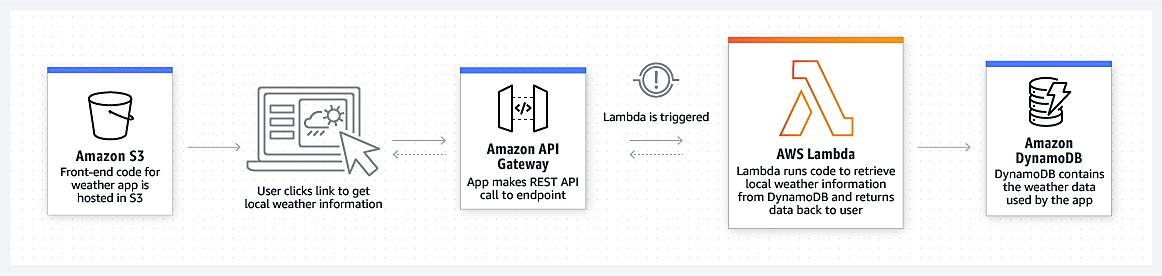 Amazon S3
Front-end code for
weather app is
hosted in S3
User clicks link to get
local weather information
Amazon API
Gateway
App makes REST API
call to endpoint
Lambda is triggered
AWS Lambda
Lambda runs code to retrieve
local weather information
from DynamoDB and returns
data back to user
Amazon
DynamoDB
DynamoDB contains
the weather data
used by the app